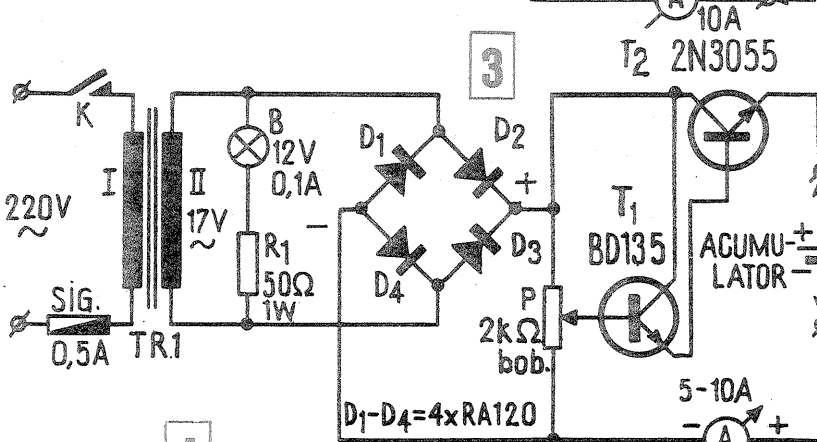 A
10A
T2 2N3055
3
K
B
12V
0,1A
D1
D2
I
II
220V
~
17V
~
-
+
T1
BD135
R1
50Ω
1W
D3
D4
ACUMU-
LATOR
+
-
SIG.
0,5A
TR.1
P
2kΩ
bob.
D1-D4=4xRA120
5-10A
-
A
+